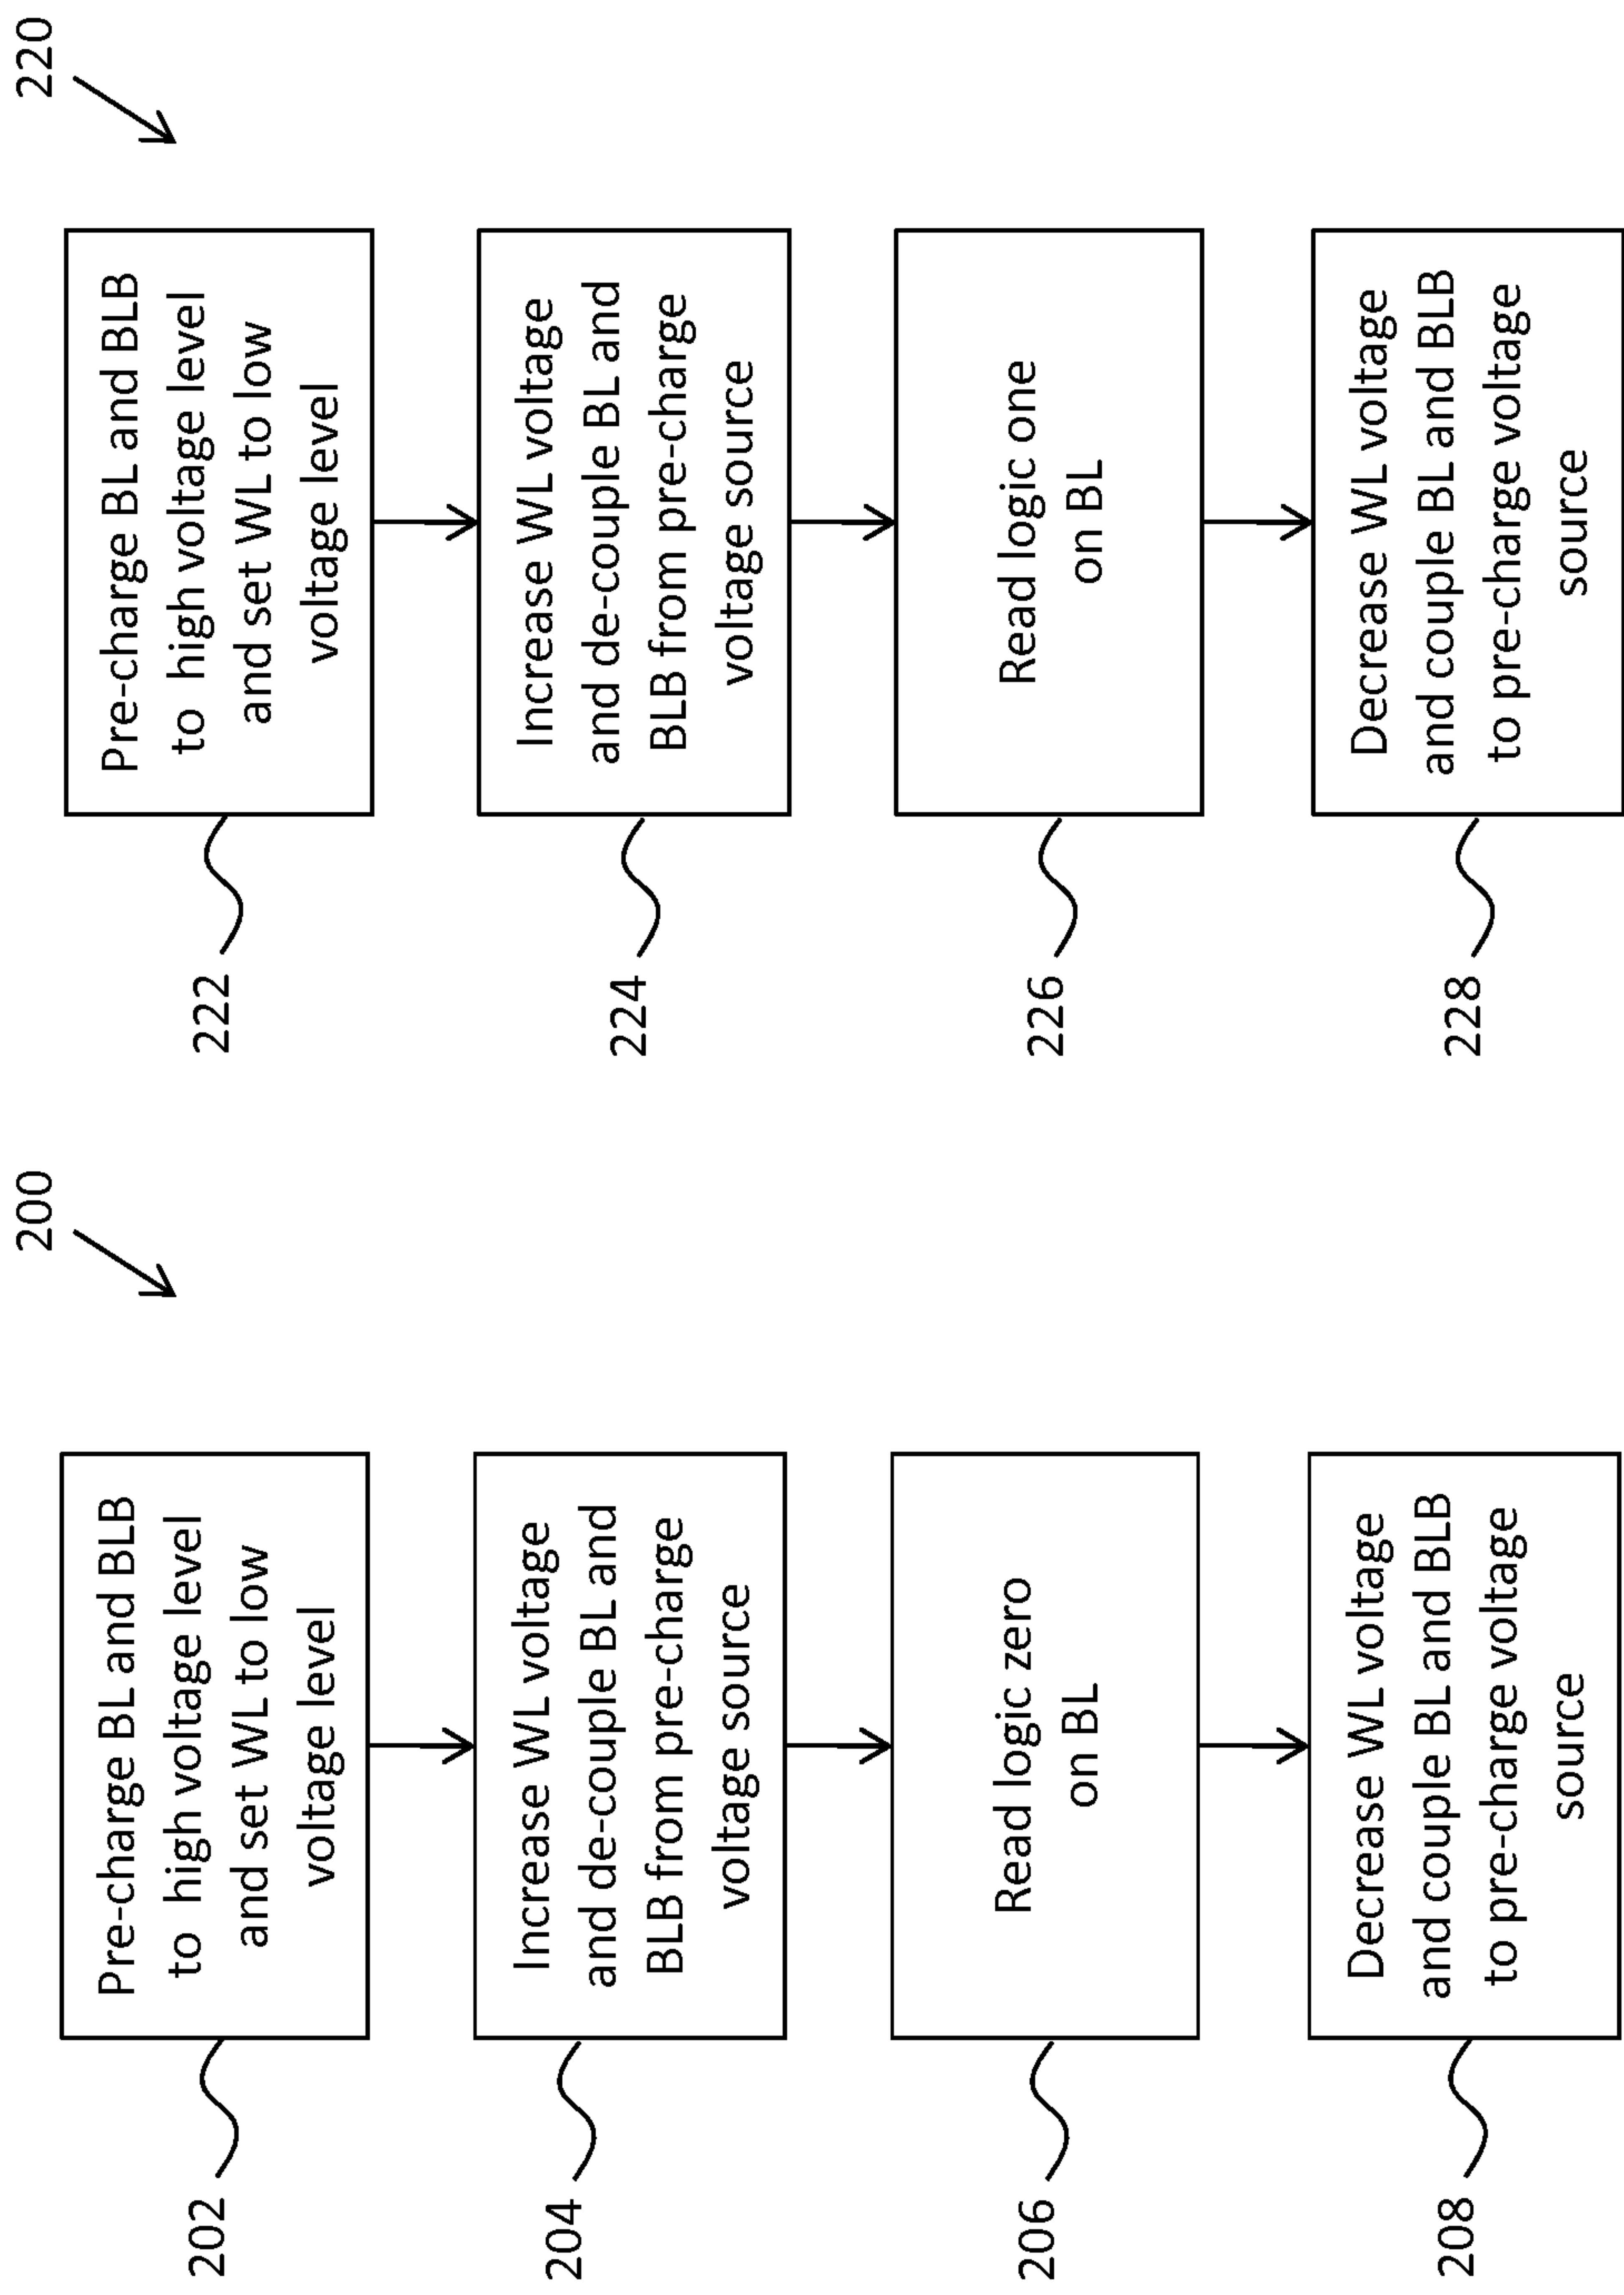 200
202
Pre-charge BL and BLB
to high voltage level
and set WL to low
voltage level
204
Increase WL voltage
and de-couple BL and
BLB from pre-charge
voltage source
206
Read logic zero
on BL
208
Decrease WL voltage
and couple BL and BLB
to pre-charge voltage
source
220
222
Pre-charge BL and BLB
to high voltage level
and set WL to low
voltage level
224
Increase WL voltage
and de-couple BL and
BLB from pre-charge
voltage source
226
Read logic one
on BL
228
Decrease WL voltage
and couple BL and BLB
to pre-charge voltage
source